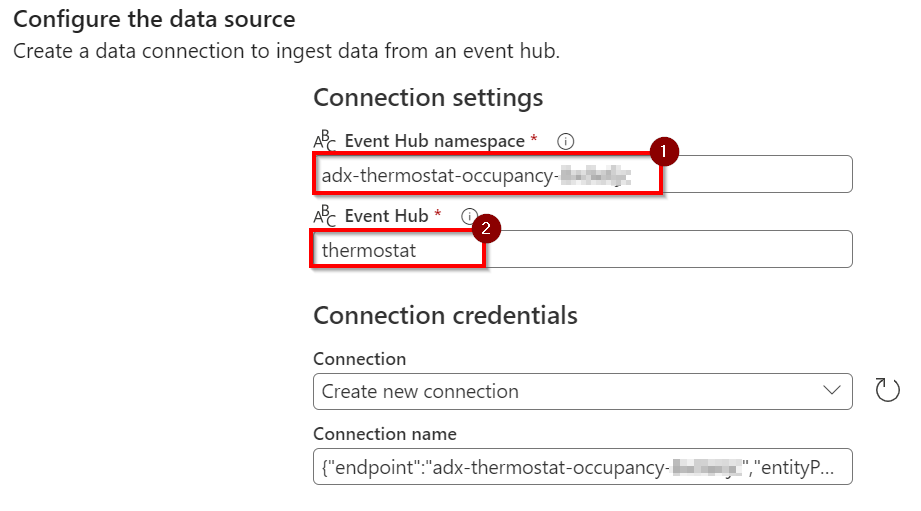 Configure the data source
Create a data connection to ingest data from an event hub.
Connection settings
ABC Event Hub namespace * i
1
adx-thermostat-occupancy-
ABC Event Hub * i
2
thermostat
Connection credentials
Connection
Create new connection
Connection name
{"endpoint":"adx-thermostat-occupancy- ","entityP...